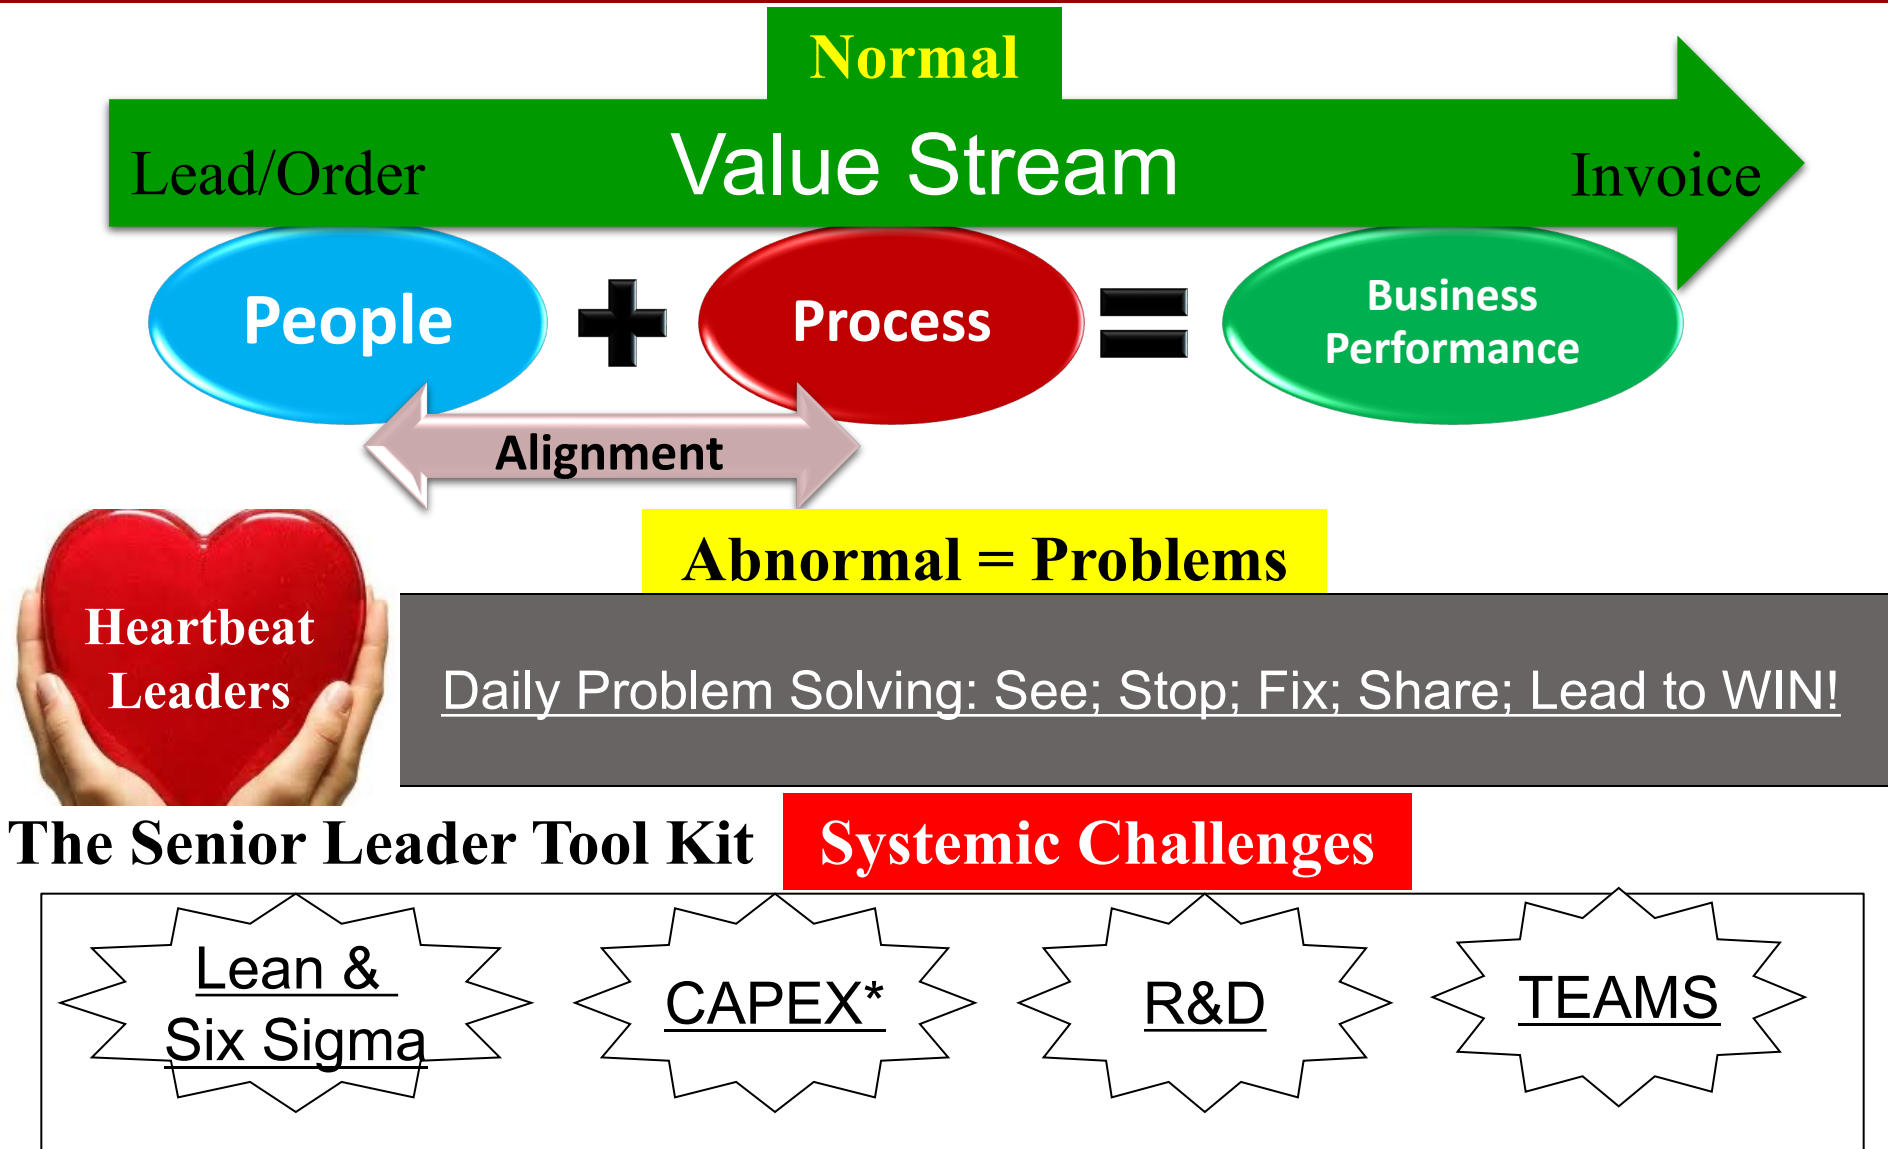 Normal
Lead/Order Value Stream Invoice
People + Process = Business
Performance
Alignment
Abnormal = Problems
Heartbeat
Leaders
Daily Problem Solving: See; Stop; Fix; Share; Lead to WIN!
The Senior Leader Tool Kit Systemic Challenges
Lean &
Six Sigma
CAPEX*
R&D
TEAMS